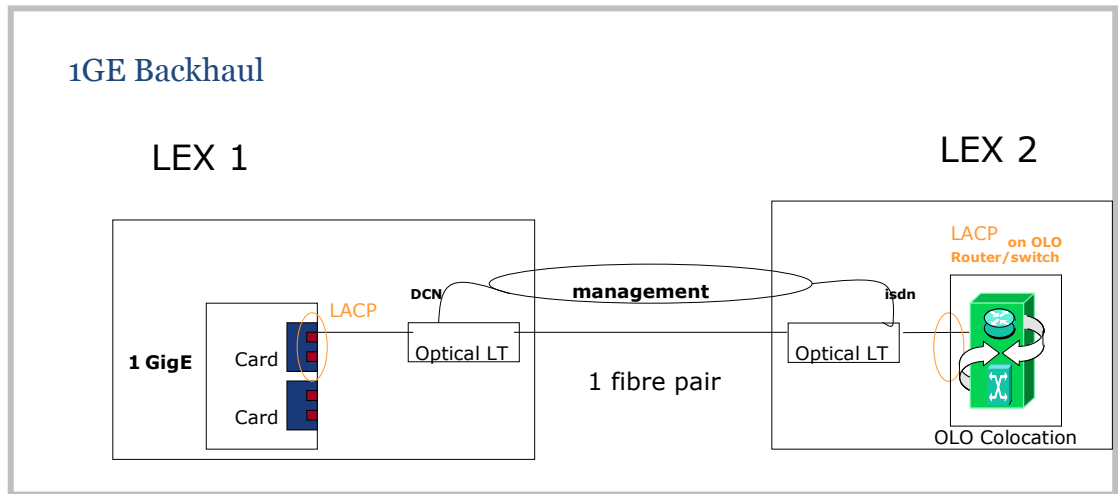 1GE Backhaul
LEX 1
LEX 2
LACP on OLO
Router/switch
DCN
management
isdn
LACP
Optical LT
Optical LT
1 GigE
Card
1 fibre pair
Card
OLO Colocation